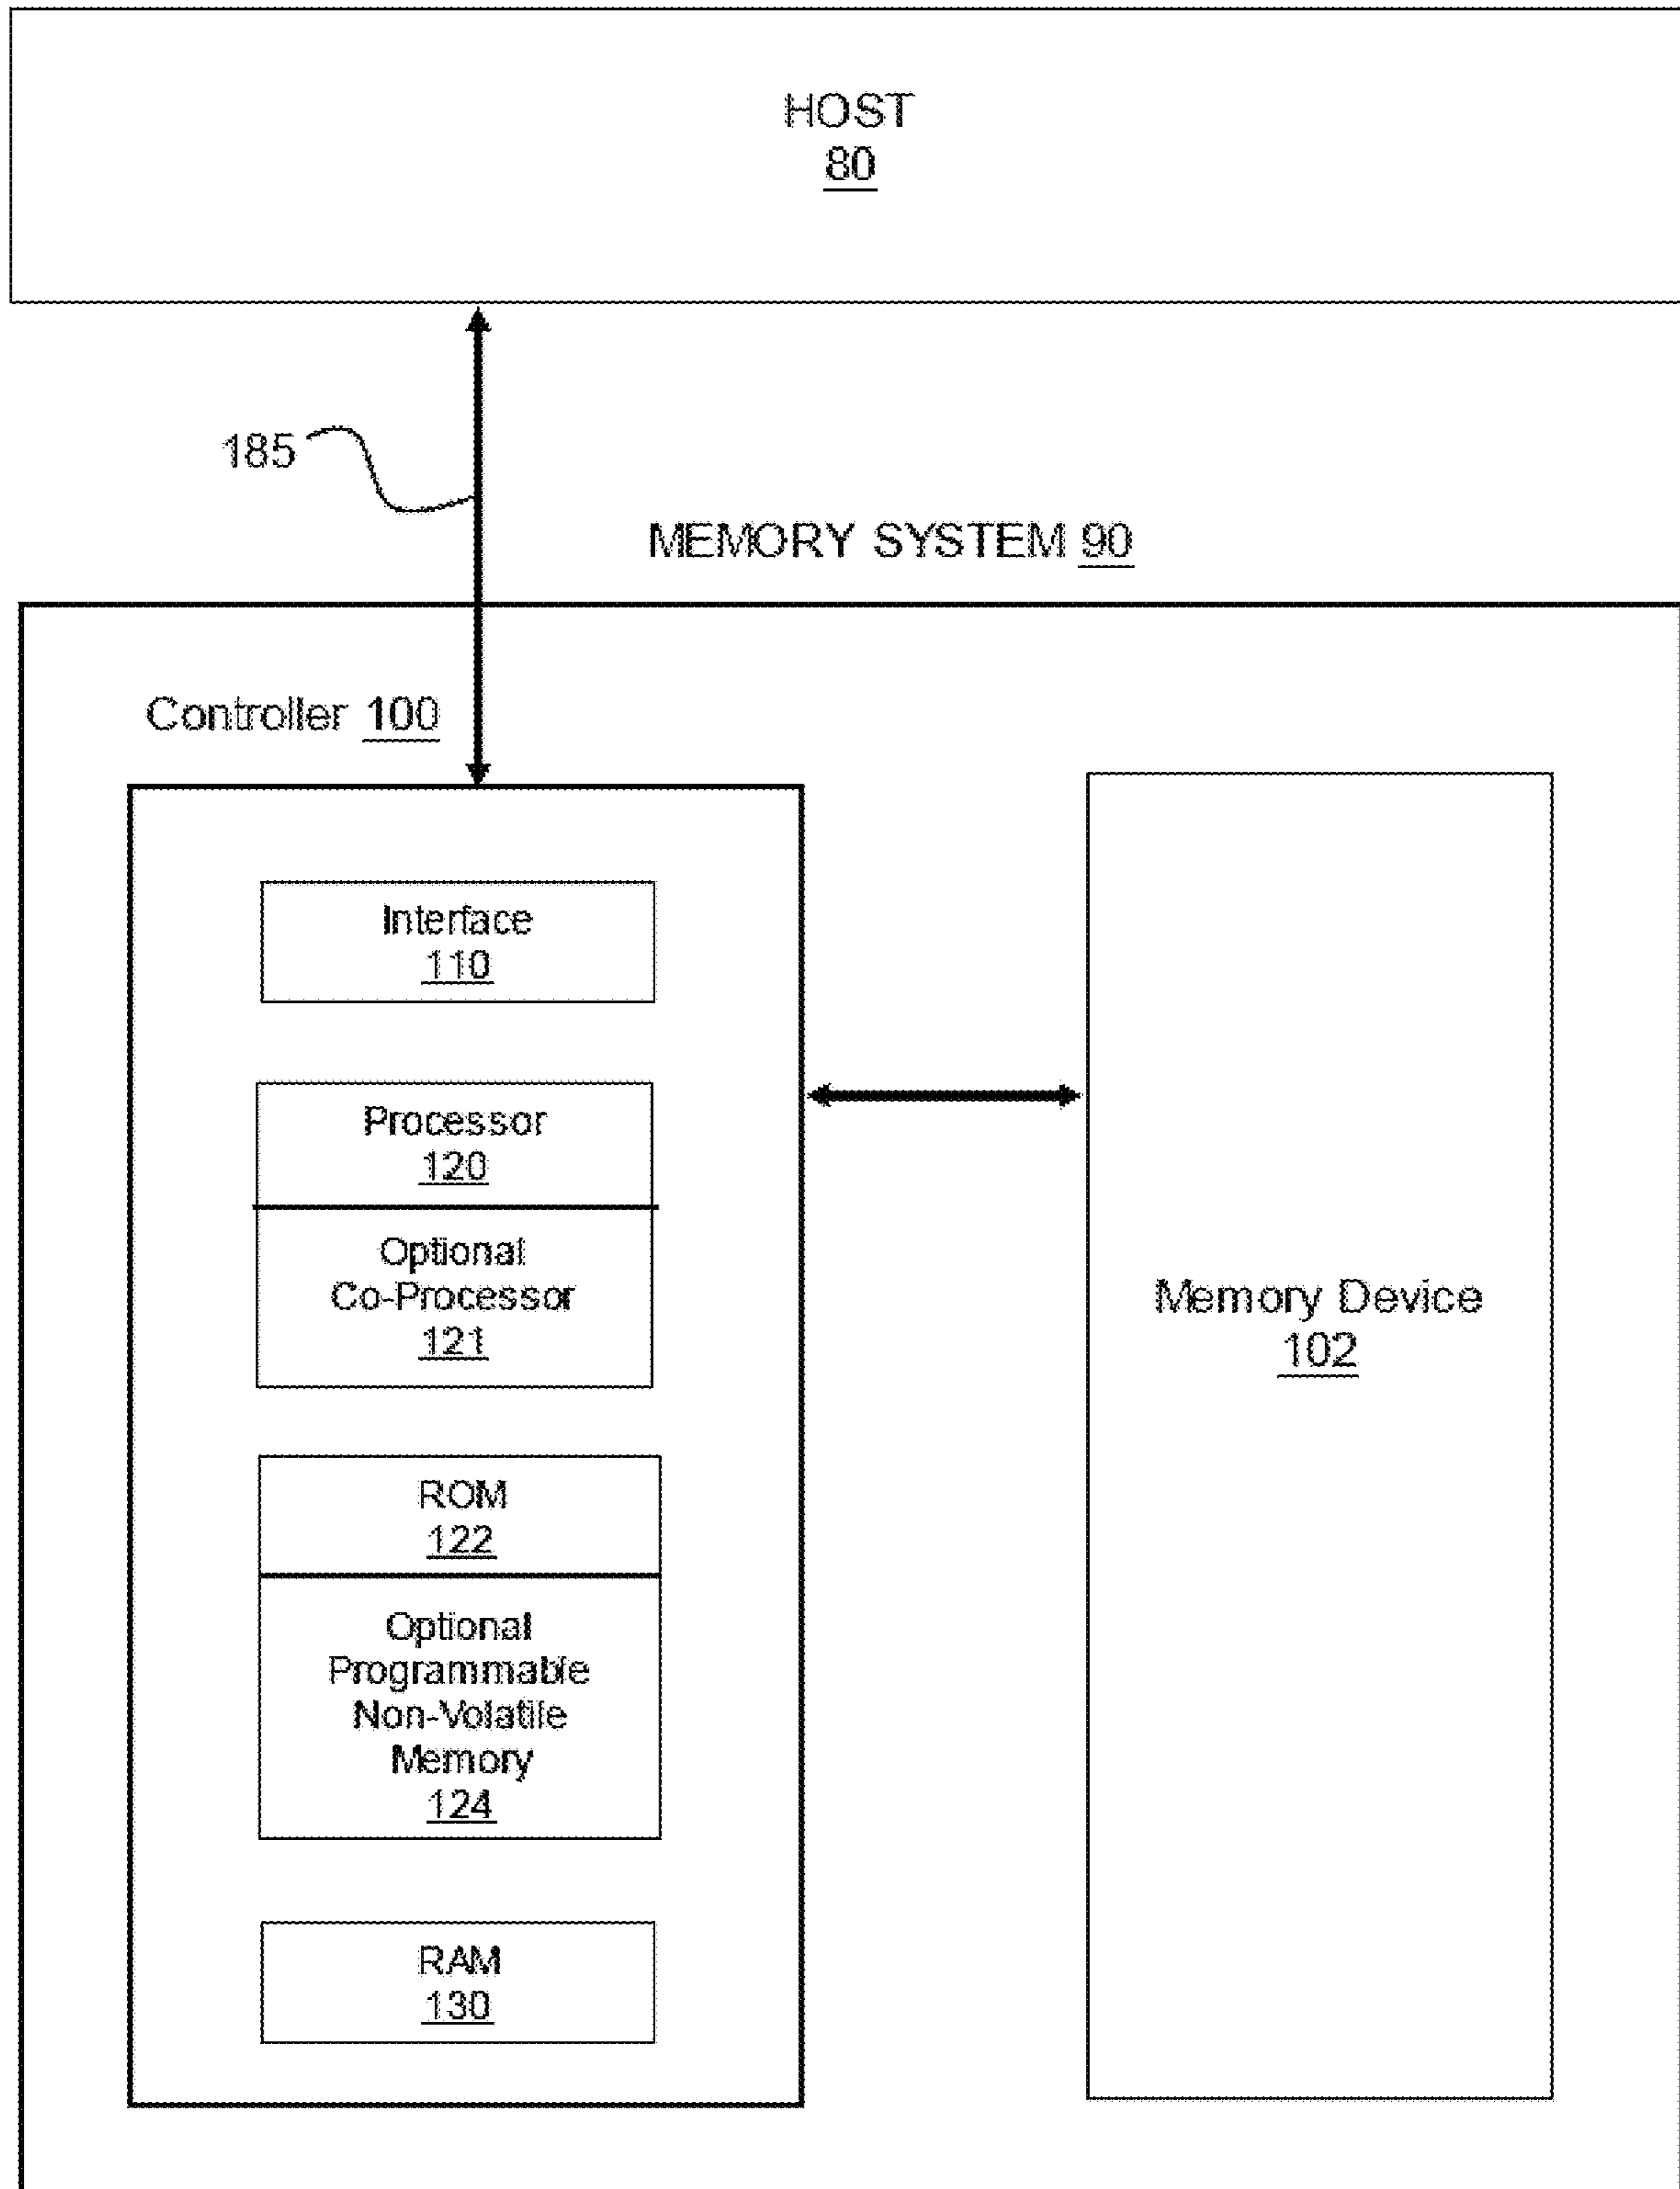 HOST
80
185
MEMORY SYSTEM 90
Controller 100
Interface
110
Processor
120
Optional
Co-Processor
121
ROM
122
Optional
Programmable
Non-Volatile
Memory
124
RAM
130
Memory Device
102